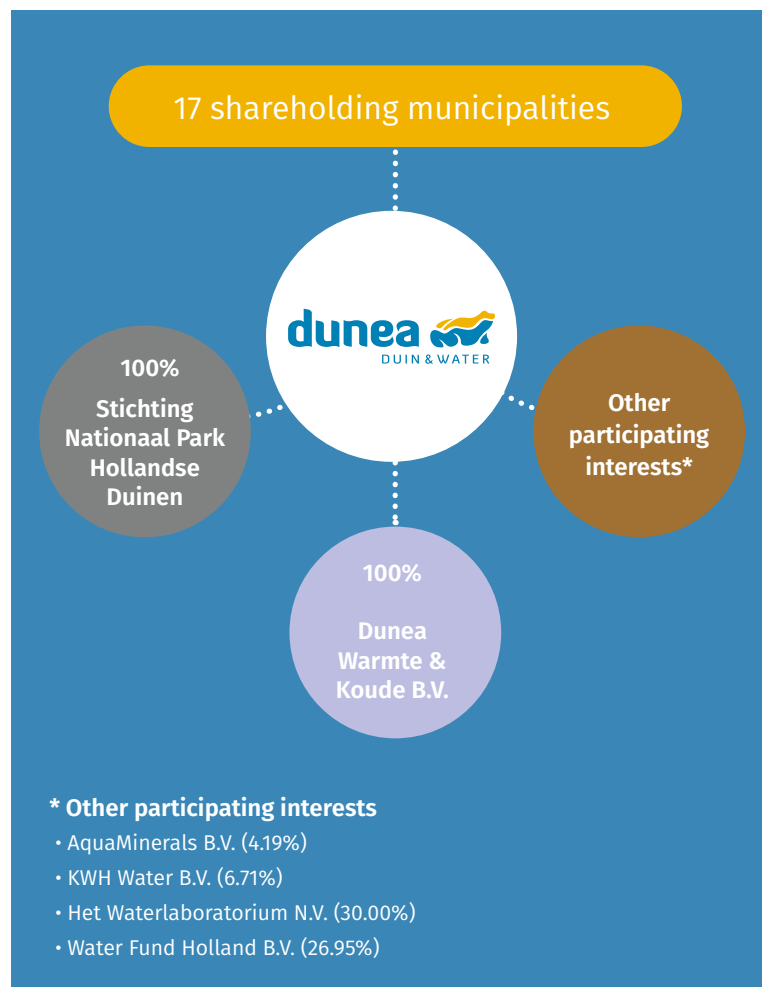 17 shareholding municipalities
dunea
DUIN & WATER
100%
Stichting
Nationaal Park
Hollandse
Duinen
Other
participating
interests*
100%
Dunea
Warmte &
Koude B.V.
* Other participating interests
• AquaMinerals B.V. (4.19%)
• KWH Water B.V. (6.71%)
• Het Waterlaboratorium N.V. (30.00%)
• Water Fund Holland B.V. (26.95%)